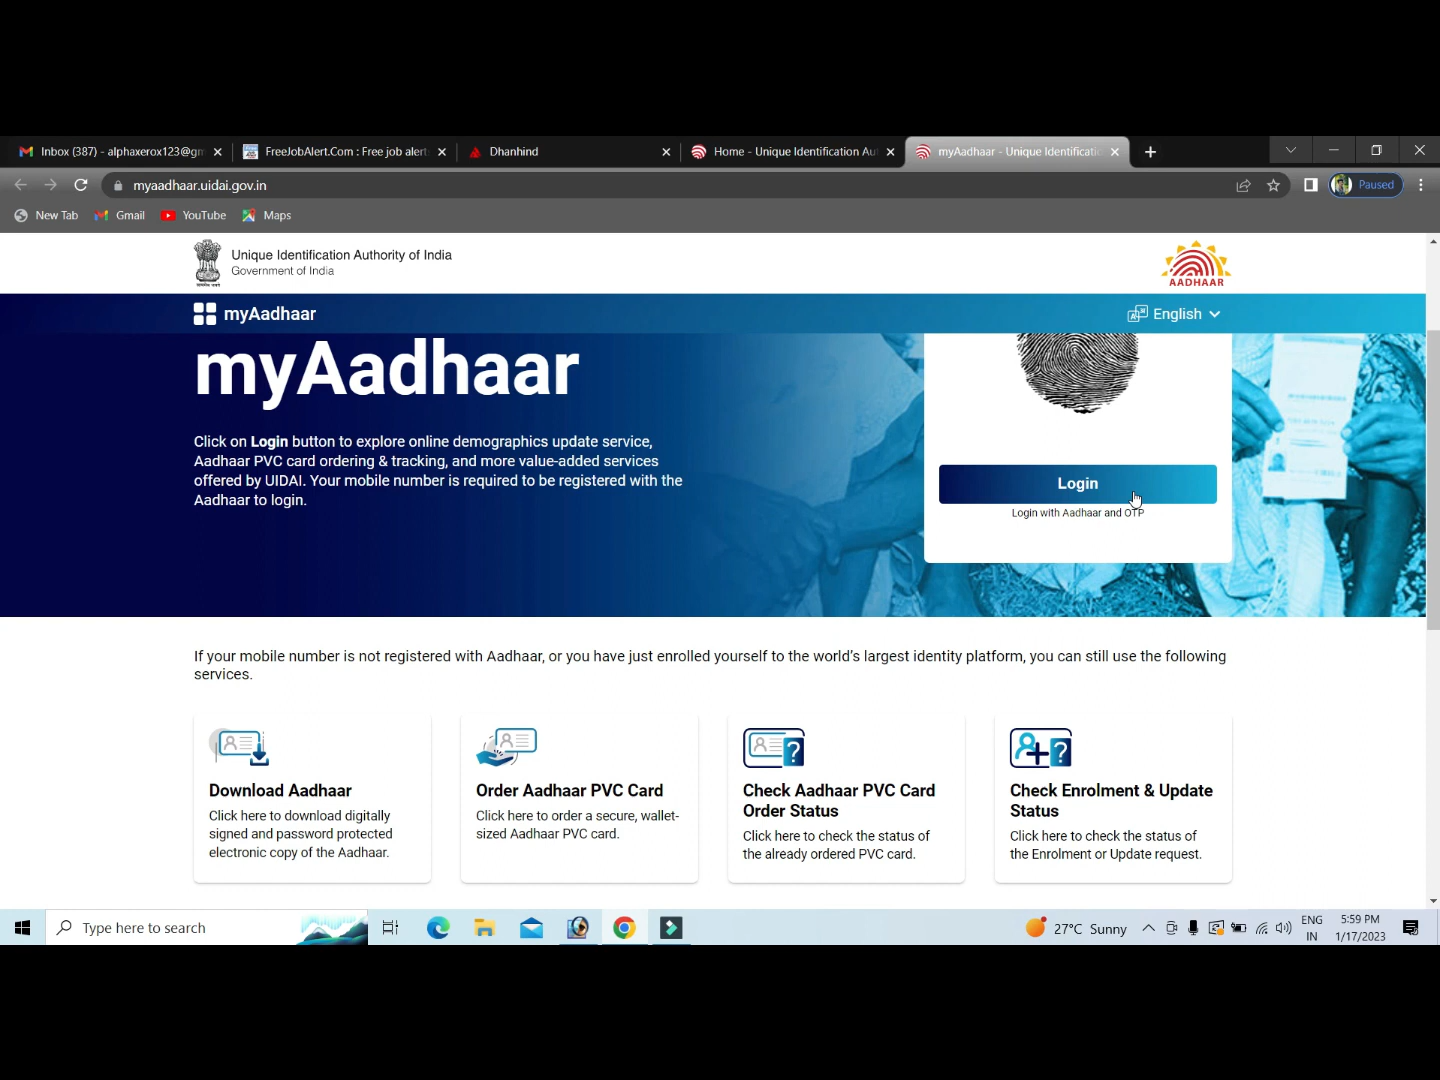 Inbox (387) - alphaxerox123@gm
FreeJobAlert.Com : Free job alert
Dhanhind
Home - Unique Identification Aut
myAadhaar - Unique Identificatio
myaadhaar.uidai.gov.in
Paused
New Tab
Gmail
YouTube
Maps
Unique Identification Authority of India
Government of India
AADHAAR
myAadhaar
English
myAadhaar
Click on Login button to explore online demographics update service,
Aadhaar PVC card ordering & tracking, and more value-added services
offered by UIDAI. Your mobile number is required to be registered with the
Aadhaar to login.
Login
Login with Aadhaar and OTP
If your mobile number is not registered with Aadhaar, or you have just enrolled yourself to the world's largest identity platform, you can still use the following
services.
Download Aadhaar
Click here to download digitally
signed and password protected
electronic copy of the Aadhaar.
Order Aadhaar PVC Card
Click here to order a secure, wallet-
sized Aadhaar PVC card.
Check Aadhaar PVC Card
Order Status
Click here to check the status of
the already ordered PVC card.
Check Enrolment & Update
Status
Click here to check the status of
the Enrolment or Update request.
Type here to search
27°C Sunny
ENG
IN
5:59 PM
1/17/2023